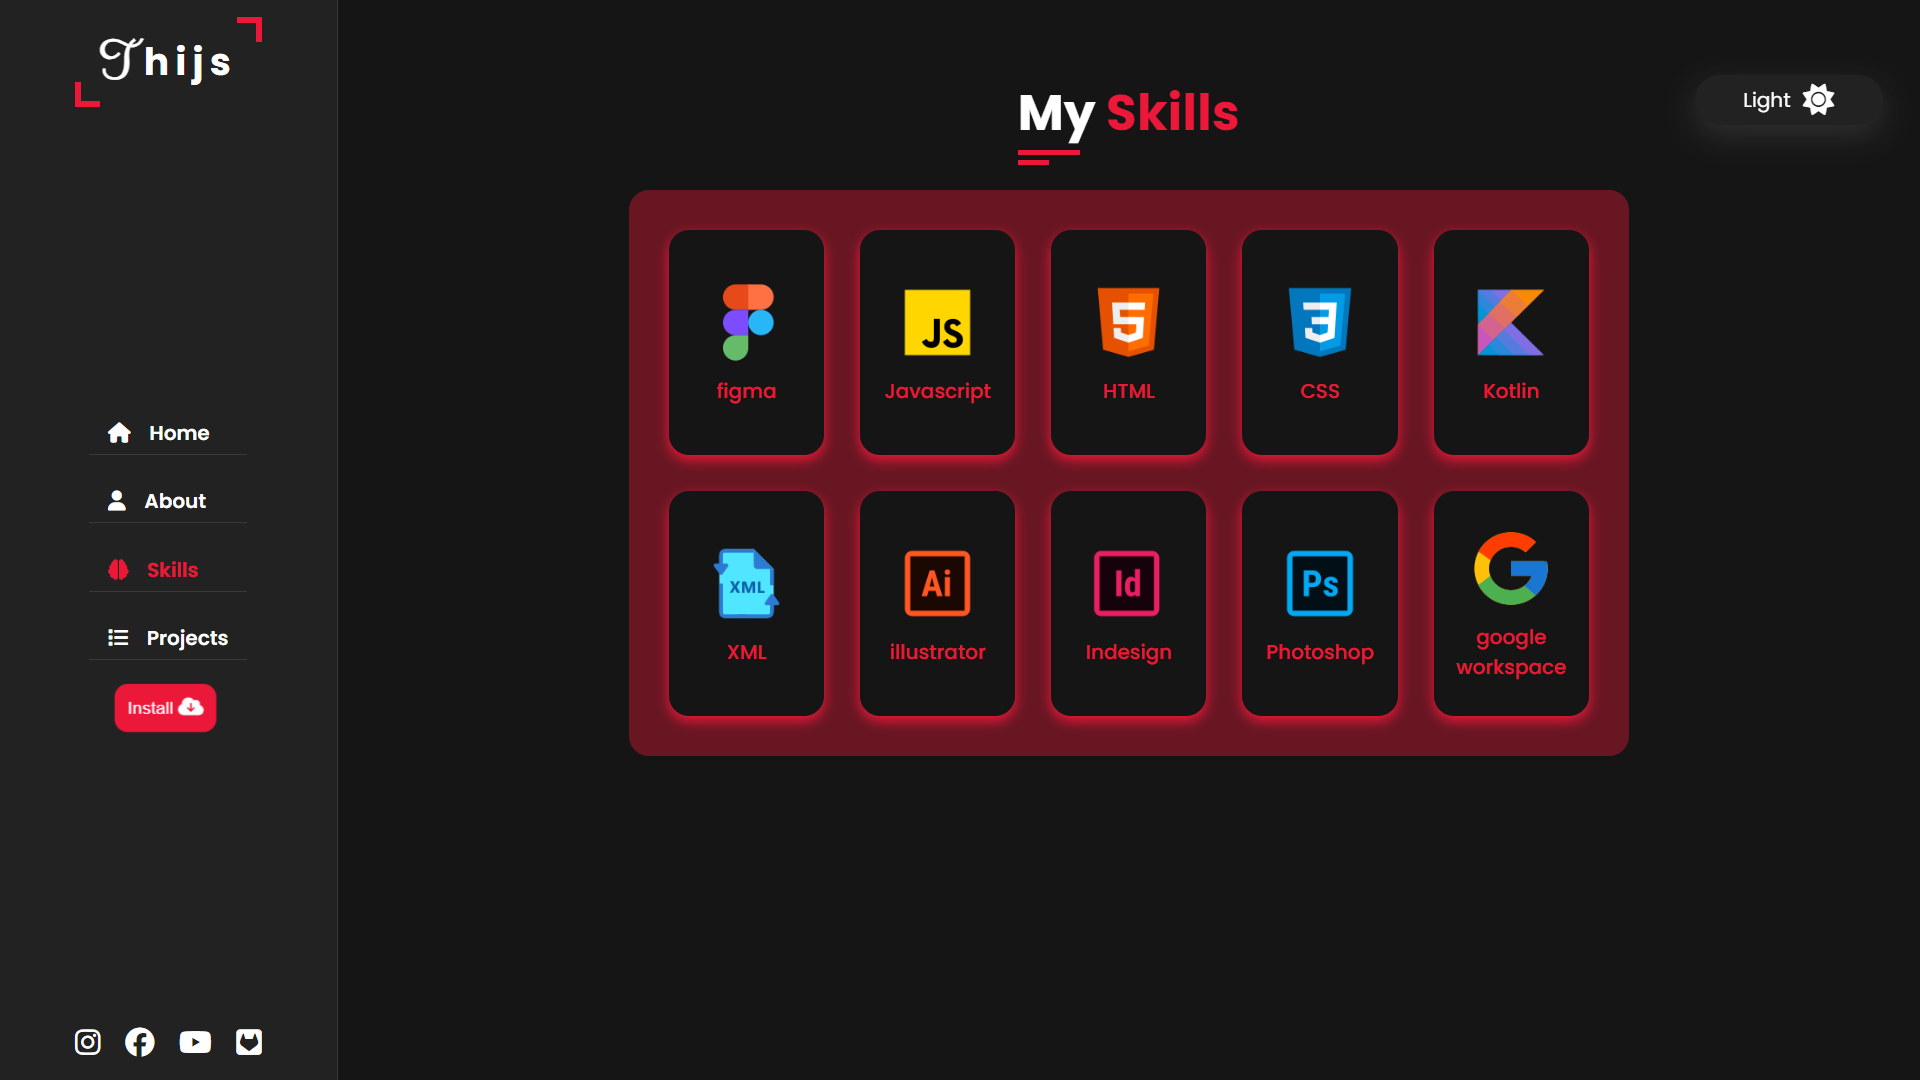 Thijs
Home
About
Skills
Projects
Install
My Skills
Light
figma
JS
Javascript
HTML
CSS
Kotlin
XML
XML
Ai
illustrator
Id
Indesign
Ps
Photoshop
google
workspace